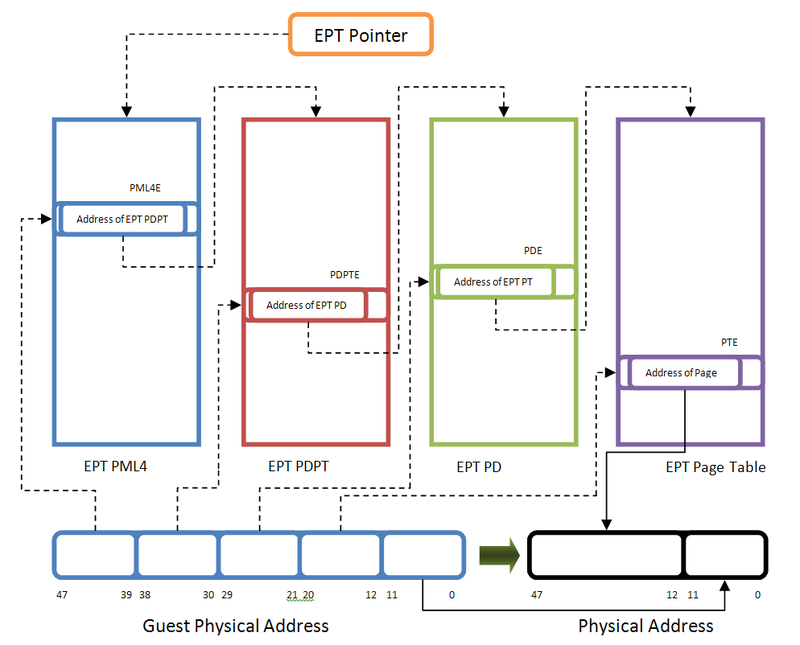 EPT Pointer
PML4E
Address of EPT PDPT
PDE
Address of EPT PT
PDPTE
Address of EPT PD
PTE
Address of Page
EPT PML4
EPT PDPT
EPT PD
EPT Page Table
47 39 38 30 29 21 20 12 11 0
47 12 11 0
Guest Physical Address
Physical Address